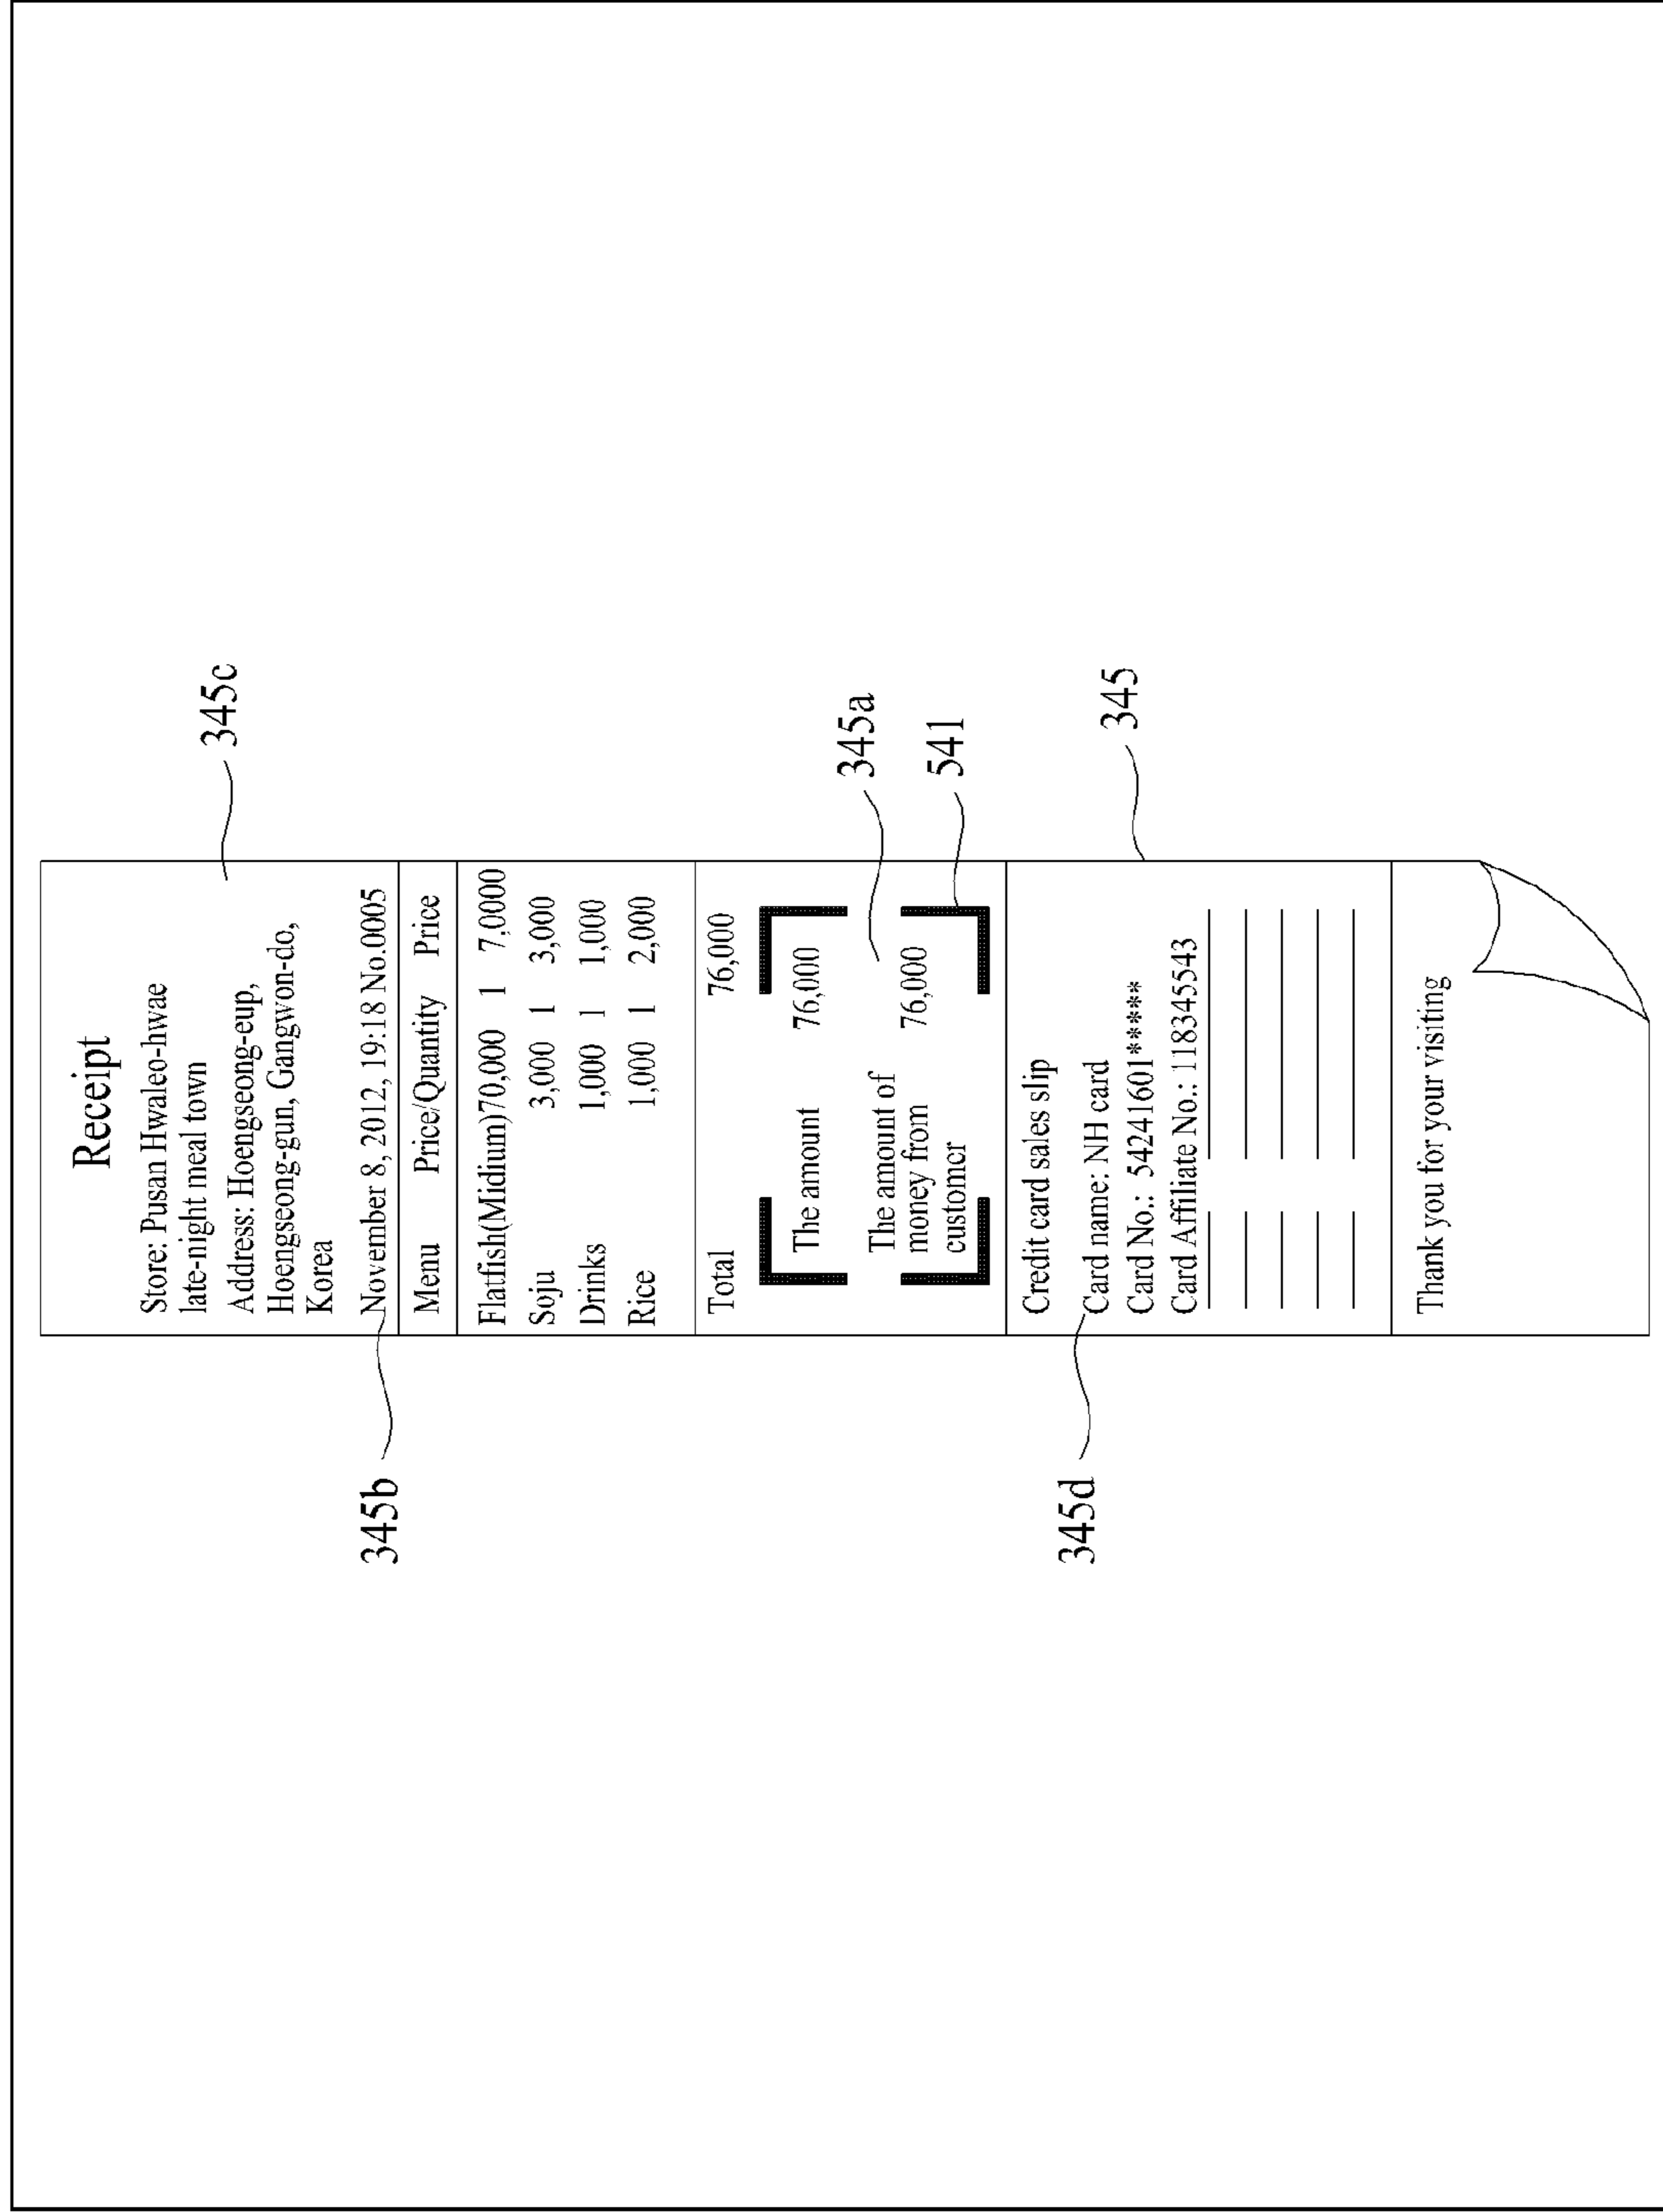 Receipt
Store: Pusan Hwaleo-hwae
late-night meal town
Address: Hoengseong-eup,
Hoengseong-gun, Gangwon-do,
Korea
345c
November 8, 2012, 19:18 No.0005
345b
Menu Price/Quantity Price
Flatfish(Midium)70,000 1 7,0000
Soju 3,000 1 3,000
Drinks 1,000 1 1,000
Rice 1,000 1 2,000
Total 76,000
The amount 76,000
345a
The amount of
money from 76,000
customer
541
Credit card sales slip
Card name: NH card
345d
345
Card No.: 54241601*****
Card Affiliate No.: 118345543
Thank you for your visiting